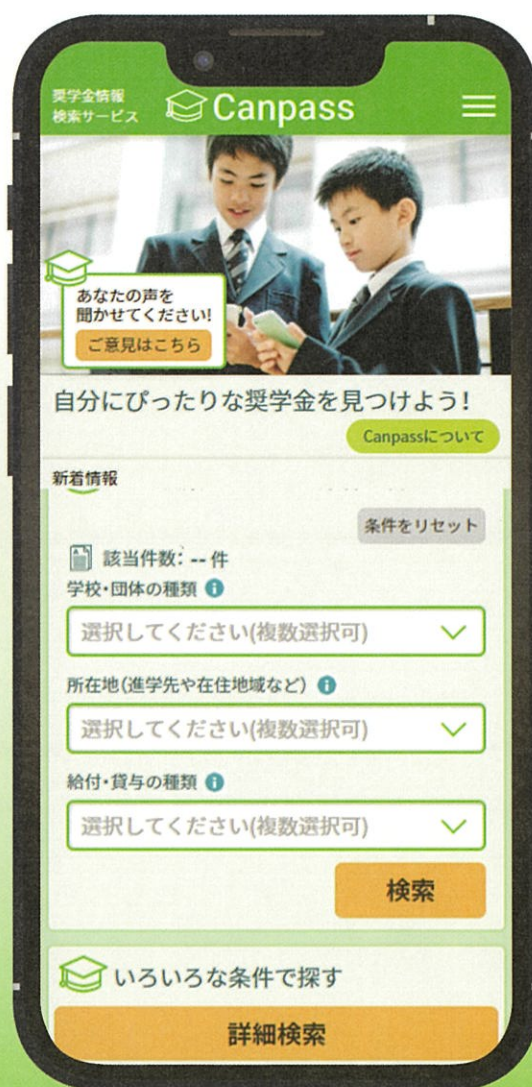 奨学金情報
検索サービス
Canpass
あなたの声を
聞かせてください!
ご意見はこちら
自分にぴったりな奨学金を見つけよう!
Canpassについて
新着情報
条件をリセット
該当件数: -- 件
学校・団体の種類
選択してください(複数選択可)
所在地(進学先や在住地域など)
選択してください(複数選択可)
給付・貸与の種類
選択してください(複数選択可)
検索
いろいろな条件で探す
詳細検索